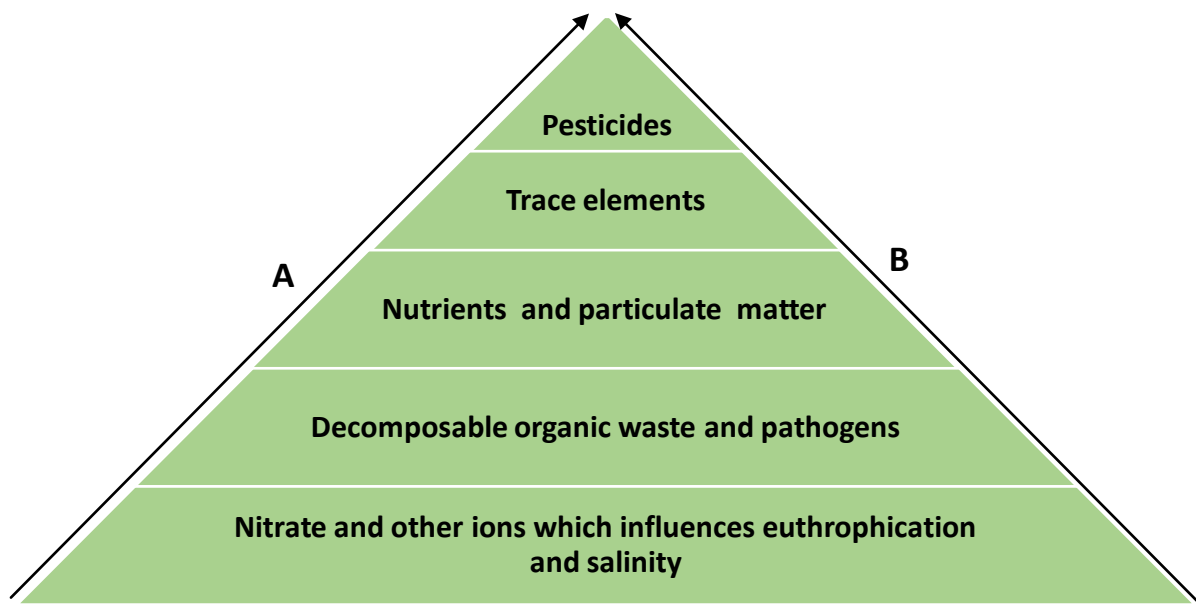 Pesticides
Trace elements
A
B
Nutrients and particulate matter
Decomposable organic waste and pathogens
Nitrate and other ions which influences euthrophication
and salinity